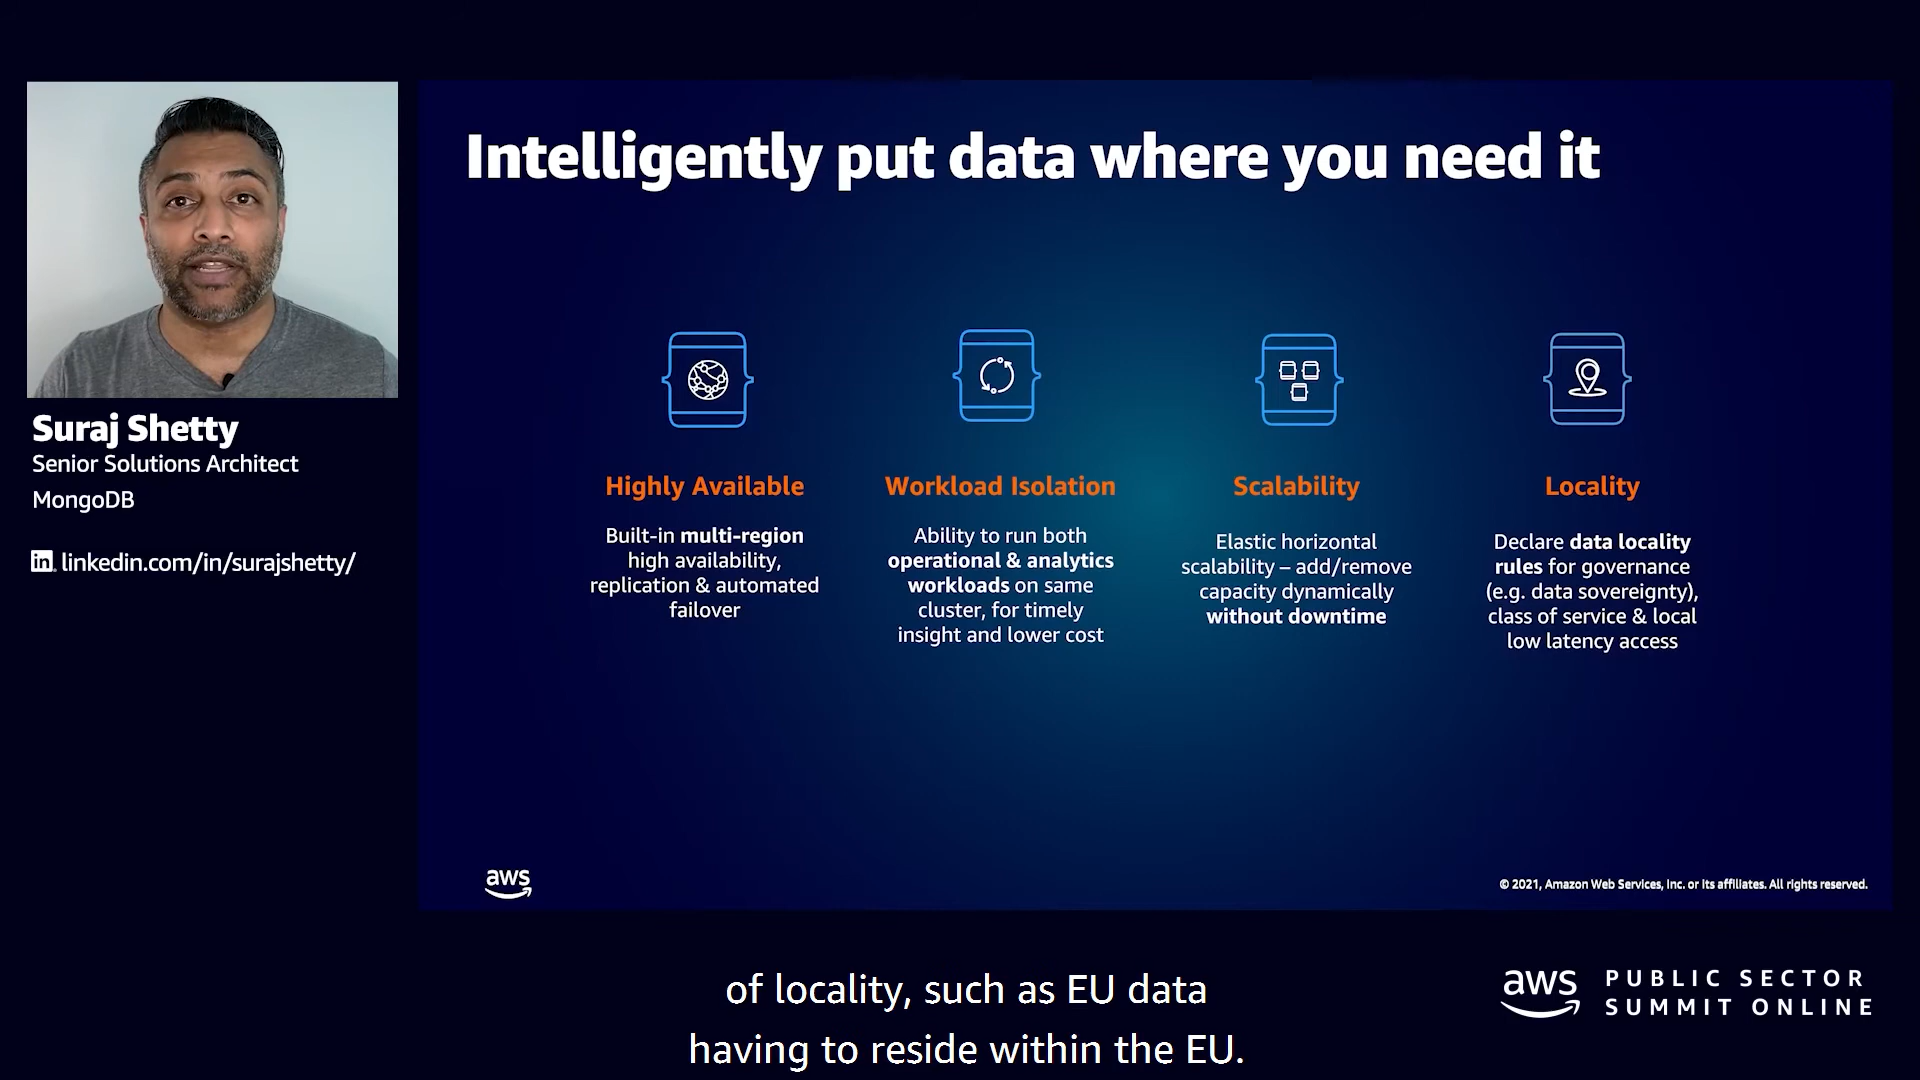 Intelligently put data where you need it
Suraj Shetty
Senior Solutions Architect
MongoDB
in linkedin.com/in/surajshetty/
Highly Available
Built-in multi-region
high availability,
replication & automated
failover
Workload Isolation
Ability to run both
operational & analytics
workloads on same
cluster, for timely
insight and lower cost
Scalability
Elastic horizontal
scalability – add/remove
capacity dynamically
without downtime
Locality
Declare data locality
rules for governance
(e.g. data sovereignty),
class of service & local
low latency access
aws
© 2021, Amazon Web Services, Inc. or its affiliates. All rights reserved.
of locality, such as EU data
having to reside within the EU.
aws PUBLIC SECTOR
SUMMIT ONLINE